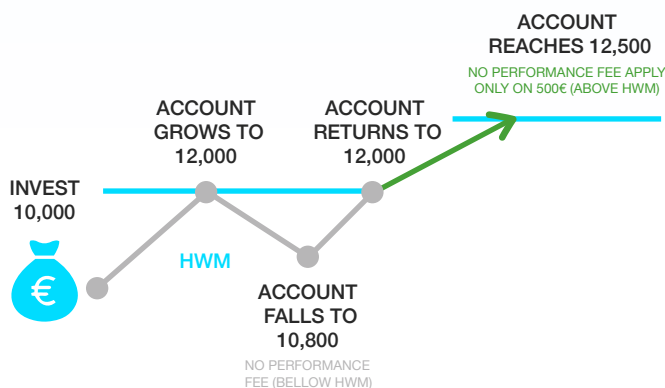 INVEST
10,000
€
ACCOUNT
GROWS TO
12,000
HWM
ACCOUNT
FALLS TO
10,800
NO PERFORMANCE
FEE (BELLOW HWM)
ACCOUNT
RETURNS TO
12,000
ACCOUNT
REACHES 12,500
NO PERFORMANCE FEE APPLY
ONLY ON 500€ (ABOVE HWM)